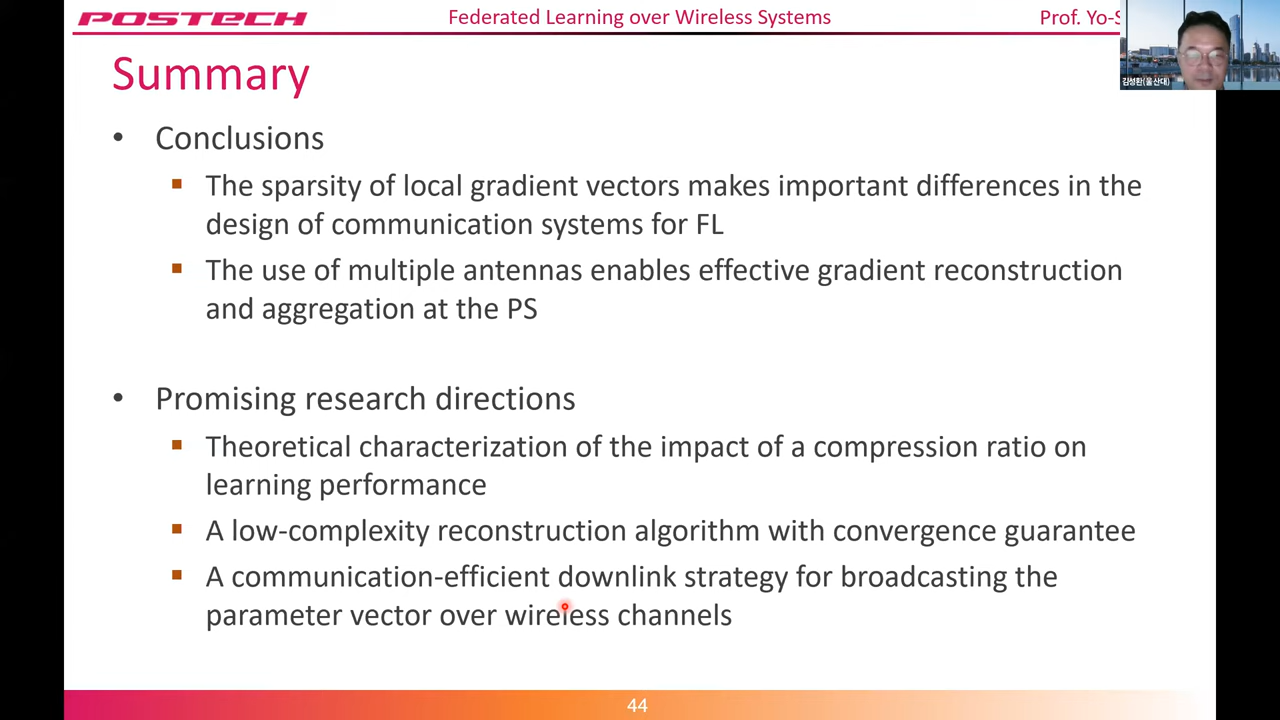 POSTECH
Federated Learning over Wireless Systems
Prof. Yo-S
김성환(울산대)
Summary
• Conclusions
▪ The sparsity of local gradient vectors makes important differences in the
design of communication systems for FL
▪ The use of multiple antennas enables effective gradient reconstruction
and aggregation at the PS
• Promising research directions
▪ Theoretical characterization of the impact of a compression ratio on
learning performance
▪ A low-complexity reconstruction algorithm with convergence guarantee
▪ A communication-efficient downlink strategy for broadcasting the
parameter vector over wireless channels
44